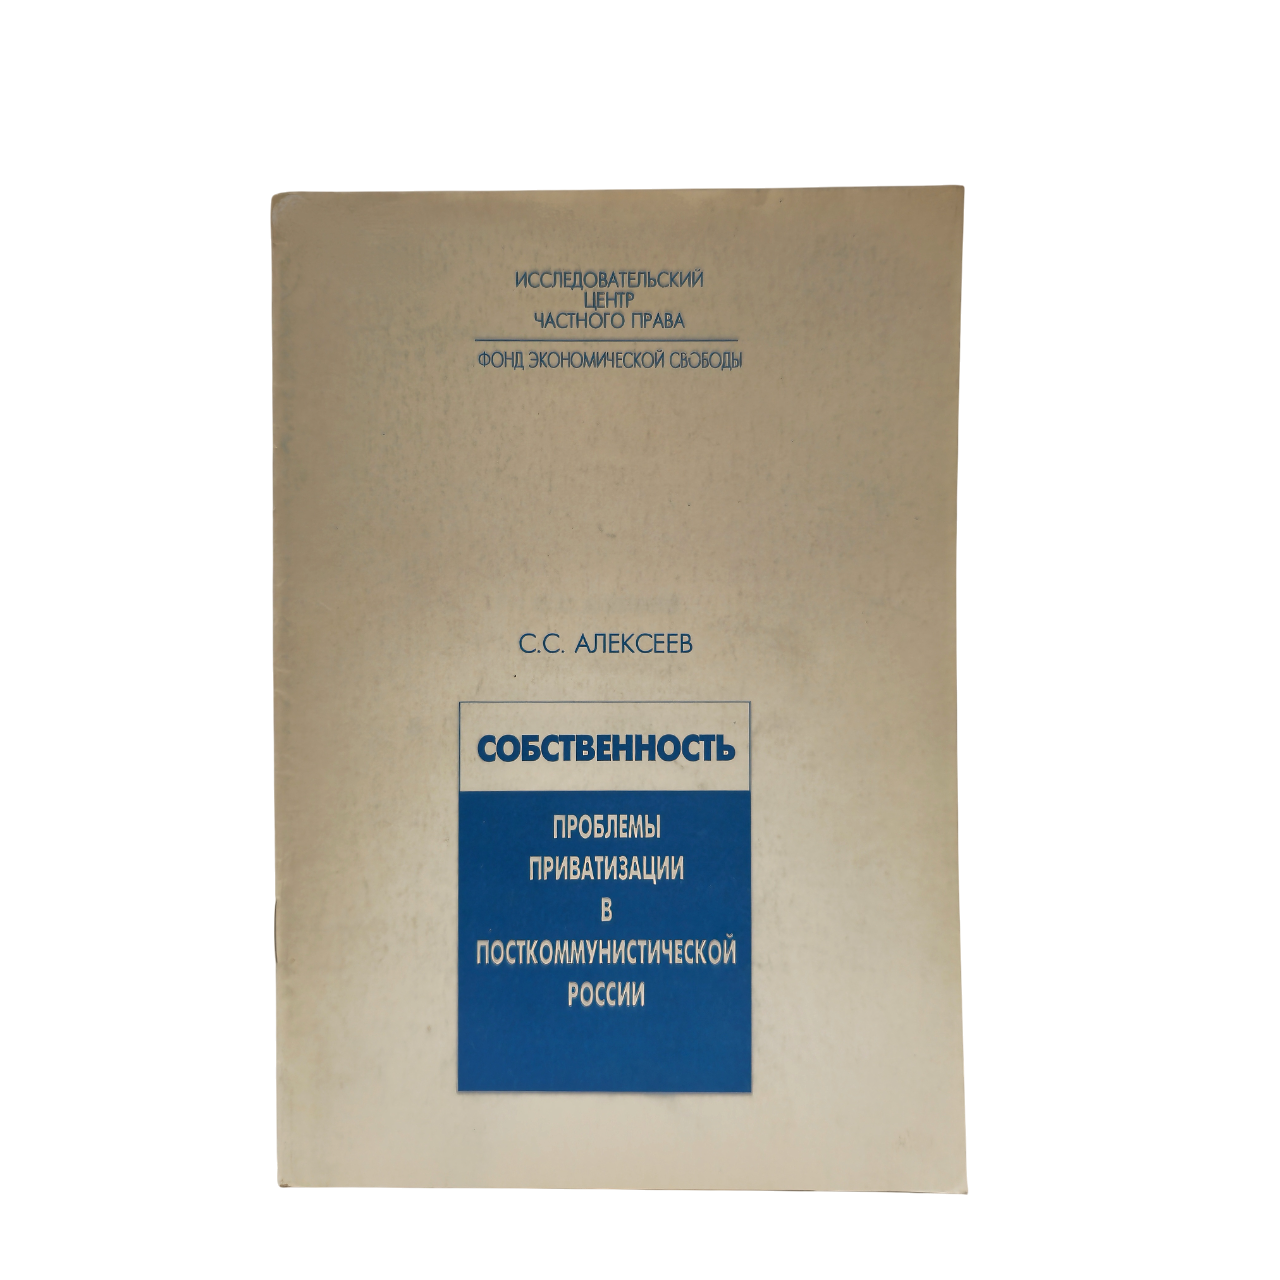 ИССЛЕДОВАТЕЛЬСКИЙ
ЦЕНТР
ЧАСТНОГО ПРАВА
ФОНД ЭКОНОМИЧЕСКОЙ СВОБОДЫ
С.С. АЛЕКСЕЕВ
СОБСТВЕННОСТЬ
ПРОБЛЕМЫ
ПРИВАТИЗАЦИИ
В
ПОСТКОММУНИСТИЧЕСКОЙ
РОССИИ